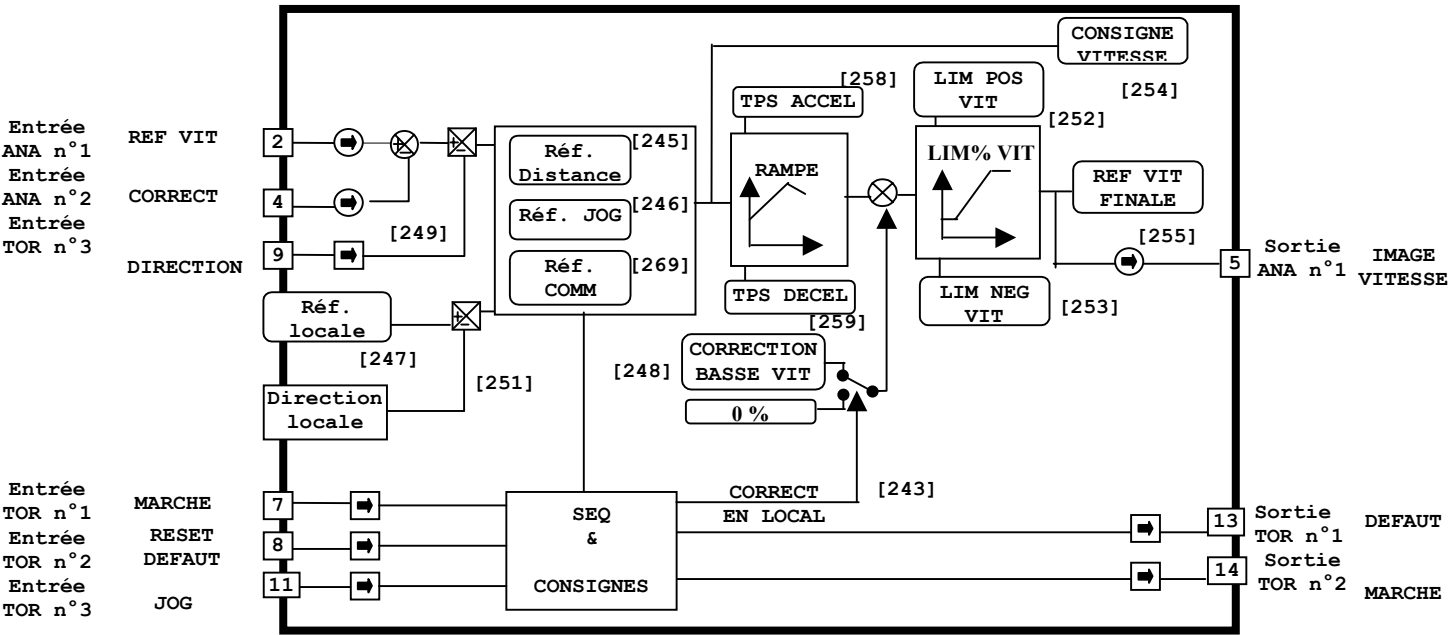 CONSIGNE
VITESSE
[254]
[258]
TPS ACCEL
LIM POS
VIT
[252]
Entrée
ANA n°1
REF VIT
2
Entrée
ANA n°2
CORRECT
4
Entrée
TOR n°3
DIRECTION
9
[249]
Réf.
Distance
[245]
Réf. JOG
[246]
Réf.
COMM
[269]
RAMPE
LIM% VIT
REF VIT
FINALE
[255]
5
Sortie
ANA n°1
IMAGE
VITESSE
TPS DECEL
[259]
LIM NEG
VIT
[253]
Réf.
locale
[247]
Direction
locale
[251]
[248]
CORRECTION
BASSE VIT
0 %
Entrée
TOR n°1
MARCHE
7
Entrée
TOR n°2
RESET
DEFAUT
8
Entrée
TOR n°3
JOG
11
SEQ
&
CONSIGNES
CORRECT
EN LOCAL
[243]
13
Sortie
TOR n°1
DEFAUT
14
Sortie
TOR n°2
MARCHE